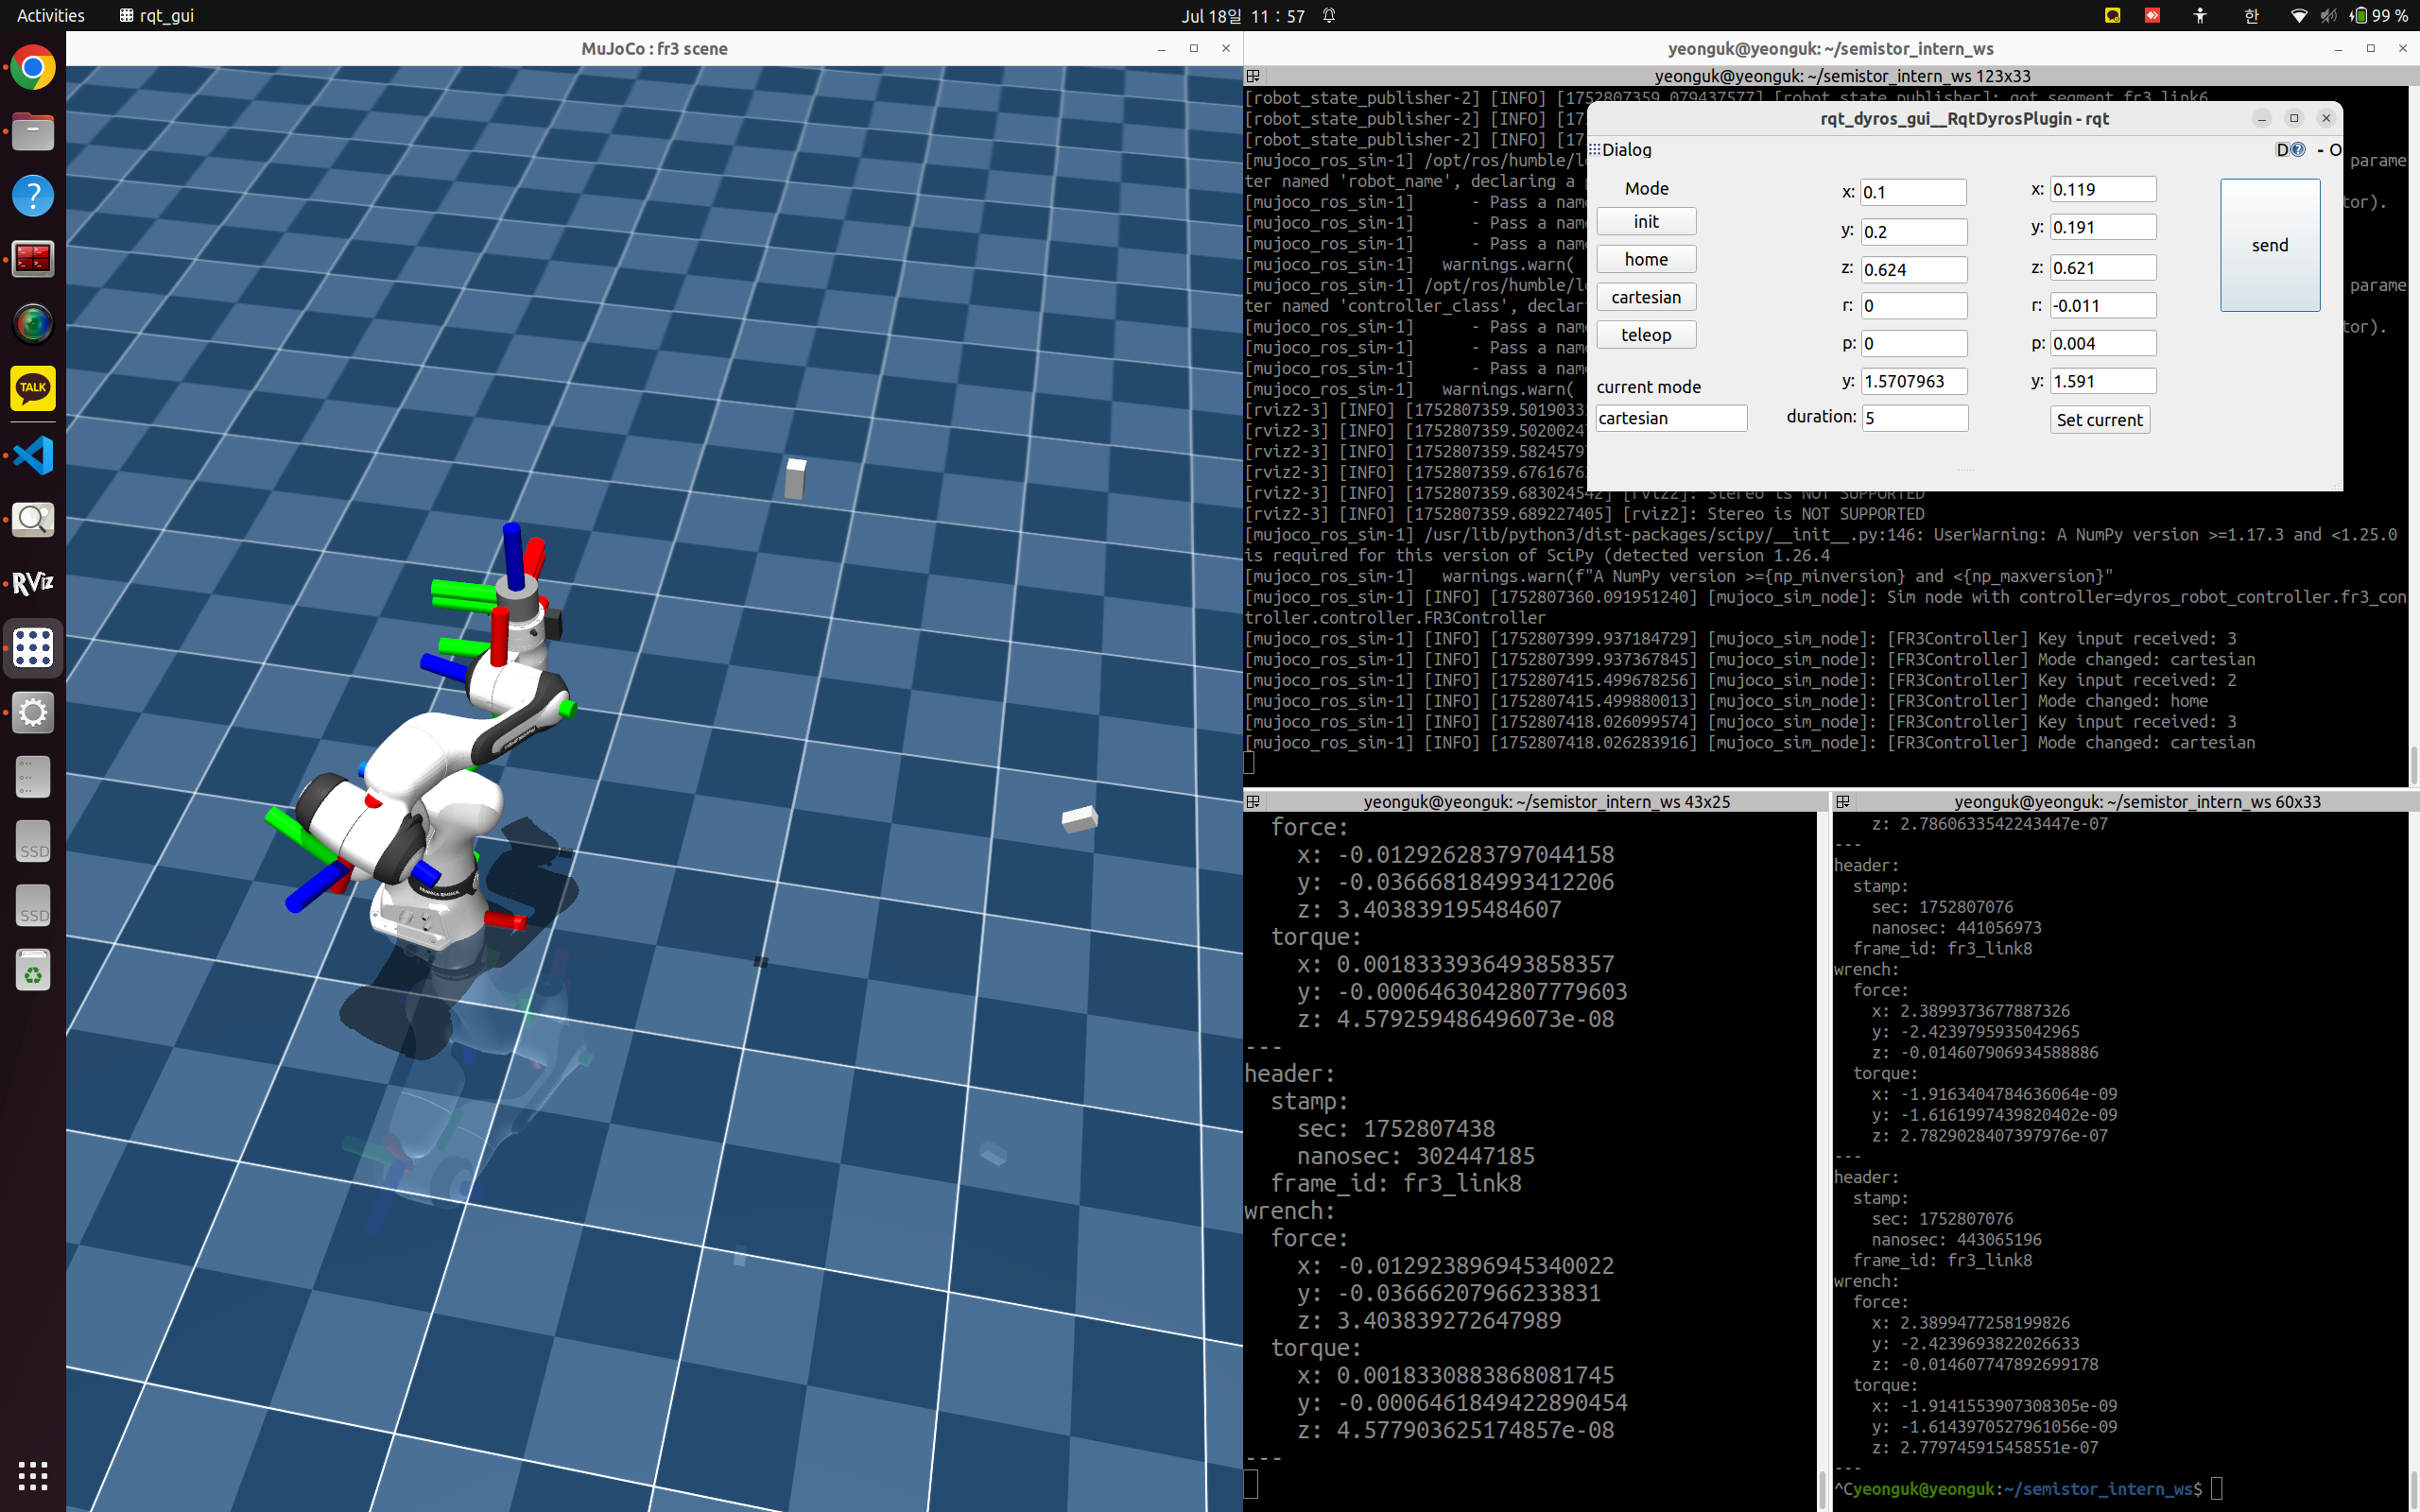 Activities
rqt_gui
Jul 18일 11 : 57
한
99 %
MuJoCo : fr3 scene
yeonguk@yeonguk: ~/semistor_intern_ws
yeonguk@yeonguk: ~/semistor_intern_ws 123x33
[robot_state_publisher-2] [INFO] [1752807359.079437577] [robot_state_publisher]: got segment fr3_link6
[robot_state_publisher-2] [INFO] [17
[robot_state_publisher-2] [INFO] [17
[mujoco_ros_sim-1] /opt/ros/humble/l
parame
ter named 'robot_name', declaring a
[mujoco_ros_sim-1]      - Pass a nam
tor).
[mujoco_ros_sim-1]      - Pass a nam
[mujoco_ros_sim-1]      - Pass a nam
[mujoco_ros_sim-1]   warnings.warn(
[mujoco_ros_sim-1] /opt/ros/humble/l
parame
ter named 'controller_class', declar
[mujoco_ros_sim-1]      - Pass a nam
tor).
[mujoco_ros_sim-1]      - Pass a nam
[mujoco_ros_sim-1]      - Pass a nam
[mujoco_ros_sim-1]   warnings.warn(
[rviz2-3] [INFO] [1752807359.501903
[rviz2-3] [INFO] [1752807359.502002
[rviz2-3] [INFO] [1752807359.5824579
[rviz2-3] [INFO] [1752807359.676167
[rviz2-3] [INFO] [1752807359.683024542] [rviz2]: Stereo is NOT SUPPORTED
[rviz2-3] [INFO] [1752807359.689227405] [rviz2]: Stereo is NOT SUPPORTED
[mujoco_ros_sim-1] /usr/lib/python3/dist-packages/scipy/__init__.py:146: UserWarning: A NumPy version >=1.17.3 and <1.25.0
is required for this version of SciPy (detected version 1.26.4
[mujoco_ros_sim-1]   warnings.warn(f"A NumPy version >={np_minversion} and <{np_maxversion}"
[mujoco_ros_sim-1] [INFO] [1752807360.091951240] [mujoco_sim_node]: Sim node with controller=dyros_robot_controller.fr3_con
troller.controller.FR3Controller
[mujoco_ros_sim-1] [INFO] [1752807399.937184729] [mujoco_sim_node]: [FR3Controller] Key input received: 3
[mujoco_ros_sim-1] [INFO] [1752807399.937367845] [mujoco_sim_node]: [FR3Controller] Mode changed: cartesian
[mujoco_ros_sim-1] [INFO] [1752807415.499678256] [mujoco_sim_node]: [FR3Controller] Key input received: 2
[mujoco_ros_sim-1] [INFO] [1752807415.499880013] [mujoco_sim_node]: [FR3Controller] Mode changed: home
[mujoco_ros_sim-1] [INFO] [1752807418.026099574] [mujoco_sim_node]: [FR3Controller] Key input received: 3
[mujoco_ros_sim-1] [INFO] [1752807418.026283916] [mujoco_sim_node]: [FR3Controller] Mode changed: cartesian
rqt_dyros_gui__RqtDyrosPlugin - rqt
Dialog
D
- O
Mode
init
home
cartesian
teleop
current mode
cartesian
x: 0.1
y: 0.2
z: 0.624
r: 0
p: 0
y: 1.5707963
duration: 5
x: 0.119
y: 0.191
z: 0.621
r: -0.011
p: 0.004
y: 1.591
Set current
send
yeonguk@yeonguk: ~/semistor_intern_ws 43x25
force:
x: -0.012926283797044158
y: -0.036668184993412206
z: 3.403839195484607
torque:
x: 0.0018333936493858357
y: -0.0006463042807779603
z: 4.579259486496073e-08
---
header:
stamp:
sec: 1752807438
nanosec: 302447185
frame_id: fr3_link8
wrench:
force:
x: -0.012923896945340022
y: -0.03666207966233831
z: 3.403839272647989
torque:
x: 0.0018330883868081745
y: -0.0006461849422890454
z: 4.577903625174857e-08
---
yeonguk@yeonguk: ~/semistor_intern_ws 60x33
z: 2.7860633542243447e-07
---
header:
stamp:
sec: 1752807076
nanosec: 441056973
frame_id: fr3_link8
wrench:
force:
x: 2.3899373677887326
y: -2.4239795935042965
z: -0.014607906934588886
torque:
x: -1.9163404784636064e-09
y: -1.6161997439820402e-09
z: 2.7829028407397976e-07
---
header:
stamp:
sec: 1752807076
nanosec: 443065196
frame_id: fr3_link8
wrench:
force:
x: 2.3899477258199826
y: -2.4239693822026633
z: -0.014607747892699178
torque:
x: -1.9141553907308305e-09
y: -1.6143970527961056e-09
z: 2.779745915458551e-07
---
^Cyeonguk@yeonguk:~/semistor_intern_ws$
TALK
RViz
SSD
SSD